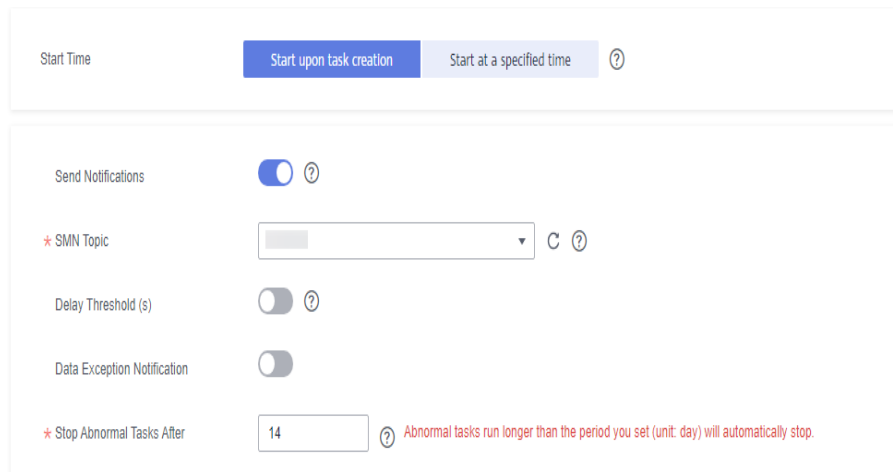 Start Time Start upon task creation Start at a specified time ?
Send Notifications ?
* SMN Topic ?
Delay Threshold (s) ?
Data Exception Notification
* Stop Abnormal Tasks After 14 ? Abnormal tasks run longer than the period you set (unit: day) will automatically stop.